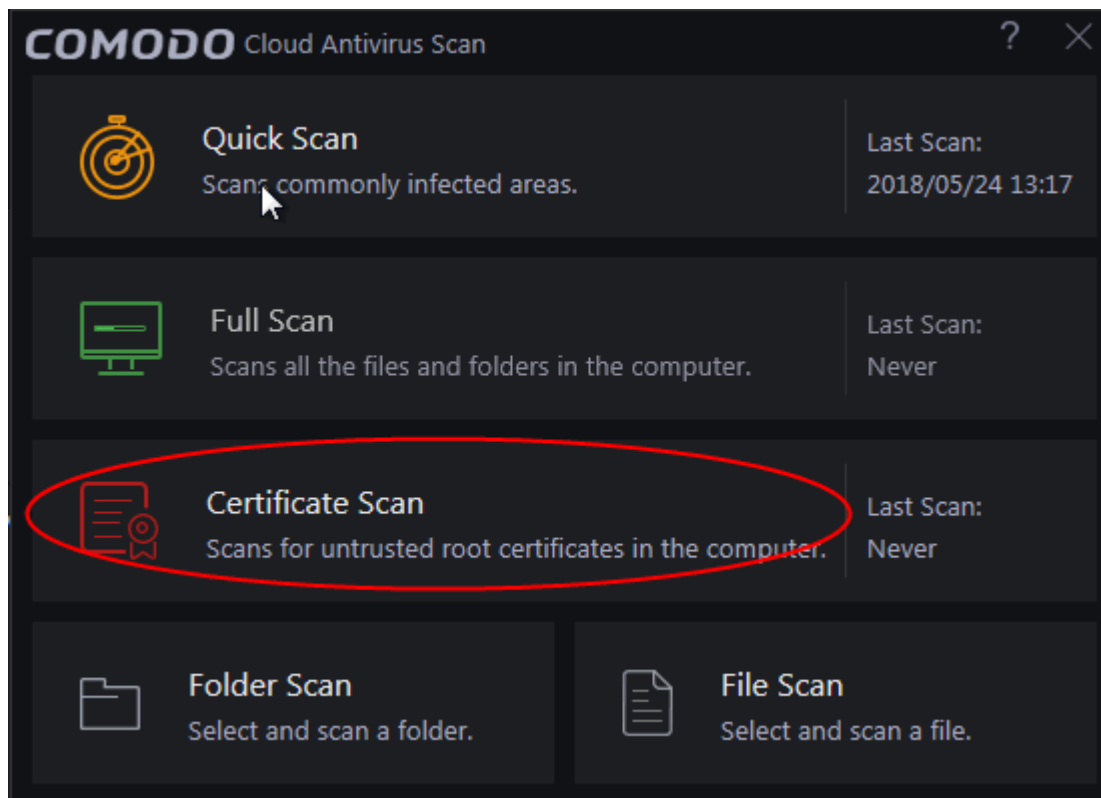 COMODO Cloud Antivirus Scan ?
Quick Scan
Scans commonly infected areas.
Last Scan:
2018/05/24 13:17
Full Scan
Scans all the files and folders in the computer.
Last Scan:
Never
Certificate Scan
Scans for untrusted root certificates in the computer.
Last Scan:
Never
Folder Scan
Select and scan a folder.
File Scan
Select and scan a file.